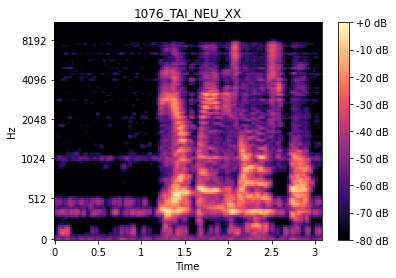 1076_TAI_NEU_XX
8192
4096
2048
1024
512
0
Hz
0
0.5
1
1.5
2
2.5
3
Time
+0 dB
-10 dB
-20 dB
-30 dB
-40 dB
-50 dB
-60 dB
-70 dB
-80 dB